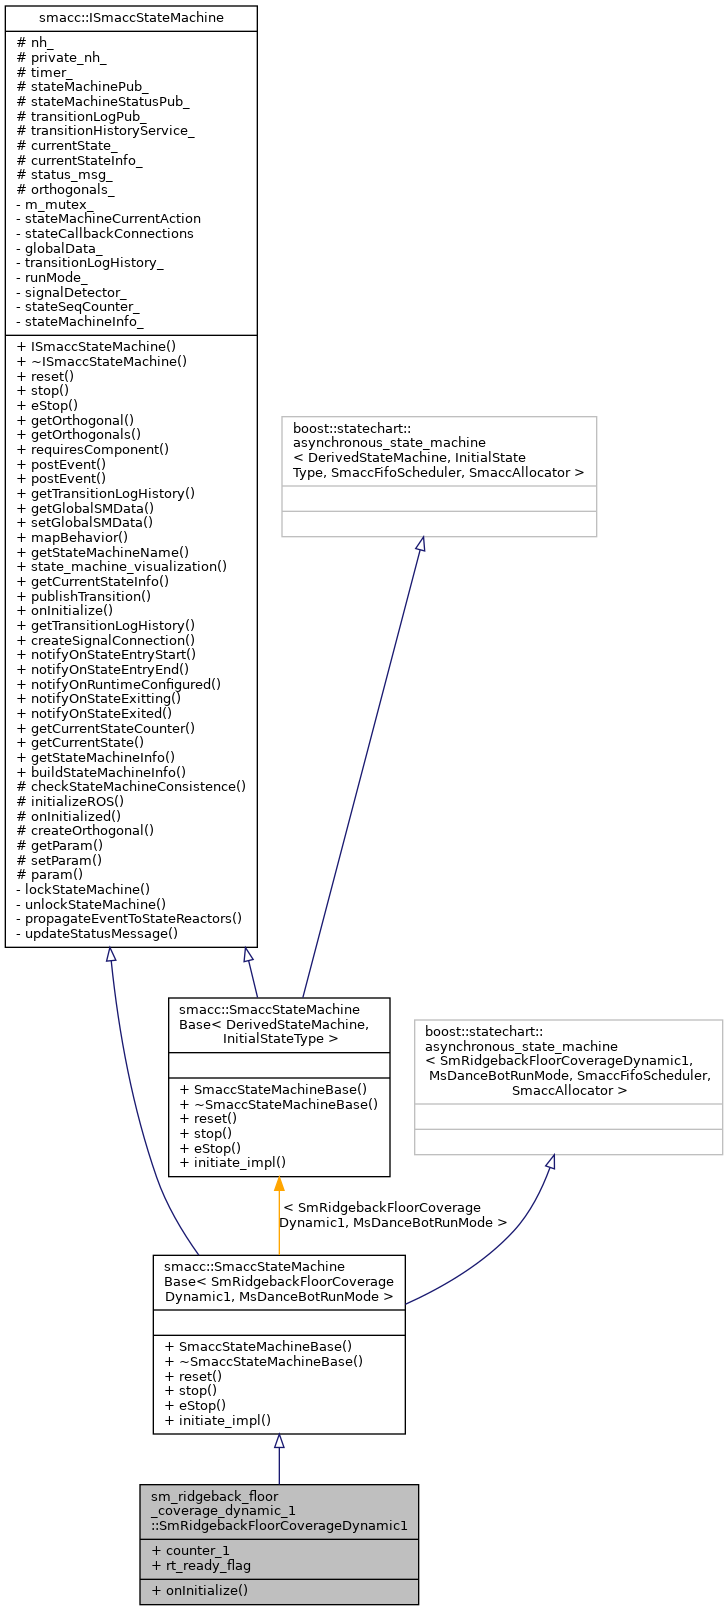 smacc::ISmaccStateMachine
# nh_
# private_nh_
# timer_
# stateMachinePub_
# stateMachineStatusPub_
# transitionLogPub_
# transitionHistoryService_
# currentState_
# currentStateInfo_
# status_msg_
# orthogonals_
- m_mutex_
- stateMachineCurrentAction
- stateCallbackConnections
- globalData_
- transitionLogHistory_
- runMode_
- signalDetector_
- stateSeqCounter_
- stateMachineInfo_
+ ISmaccStateMachine()
+ ~ISmaccStateMachine()
+ reset()
+ stop()
+ eStop()
+ getOrthogonal()
+ getOrthogonals()
+ requiresComponent()
+ postEvent()
+ postEvent()
+ getTransitionLogHistory()
+ getGlobalSMData()
+ setGlobalSMData()
+ mapBehavior()
+ getStateMachineName()
+ state_machine_visualization()
+ getCurrentStateInfo()
+ publishTransition()
+ onInitialize()
+ getTransitionLogHistory()
+ createSignalConnection()
+ notifyOnStateEntryStart()
+ notifyOnStateEntryEnd()
+ notifyOnRuntimeConfigured()
+ notifyOnStateExitting()
+ notifyOnStateExited()
+ getCurrentStateCounter()
+ getCurrentState()
+ getStateMachineInfo()
+ buildStateMachineInfo()
# checkStateMachineConsistence()
# initializeROS()
# onInitialized()
# createOrthogonal()
# getParam()
# setParam()
# param()
- lockStateMachine()
- unlockStateMachine()
- propagateEventToStateReactors()
- updateStatusMessage()
boost::statechart::
asynchronous_state_machine
< DerivedStateMachine, InitialState
Type, SmaccFifoScheduler, SmaccAllocator >
smacc::SmaccStateMachine
Base< DerivedStateMachine,
InitialStateType >
+ SmaccStateMachineBase()
+ ~SmaccStateMachineBase()
+ reset()
+ stop()
+ eStop()
+ initiate_impl()
boost::statechart::
asynchronous_state_machine
< SmRidgebackFloorCoverageDynamic1,
MsDanceBotRunMode, SmaccFifoScheduler,
SmaccAllocator >
< SmRidgebackFloorCoverage
Dynamic1, MsDanceBotRunMode >
smacc::SmaccStateMachine
Base< SmRidgebackFloorCoverage
Dynamic1, MsDanceBotRunMode >
+ SmaccStateMachineBase()
+ ~SmaccStateMachineBase()
+ reset()
+ stop()
+ eStop()
+ initiate_impl()
sm_ridgeback_floor
_coverage_dynamic_1
::SmRidgebackFloorCoverageDynamic1
+ counter_1
+ rt_ready_flag
+ onInitialize()